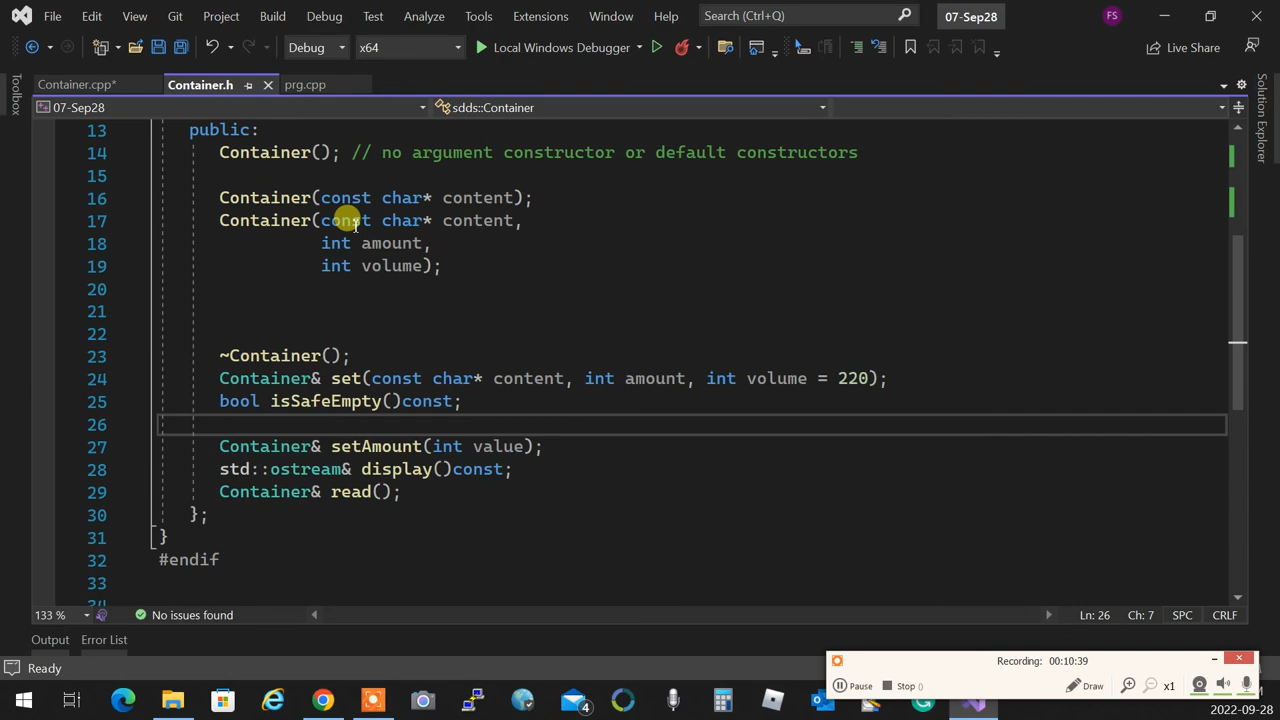 File Edit View Git Project Build Debug Test Analyze Tools Extensions Window Help Search (Ctrl+Q) 07-Sep28 FS
Debug x64 Local Windows Debugger Live Share
Container.cpp* Container.h prg.cpp
07-Sep28 sdds::Container
Toolbox
Solution Explorer
13 public:
14 Container(); // no argument constructor or default constructors
15
16 Container(const char* content);
17 Container(const char* content,
18 int amount,
19 int volume);
20
21
22
23 ~Container();
24 Container& set(const char* content, int amount, int volume = 220);
25 bool isSafeEmpty()const;
26
27 Container& setAmount(int value);
28 std::ostream& display()const;
29 Container& read();
30 };
31 }
32 #endif
33
133 % No issues found Ln: 26 Ch: 7 SPC CRLF
Output Error List
Ready
Recording: 00:10:39
Pause Stop () Draw x1
4
2022-09-28